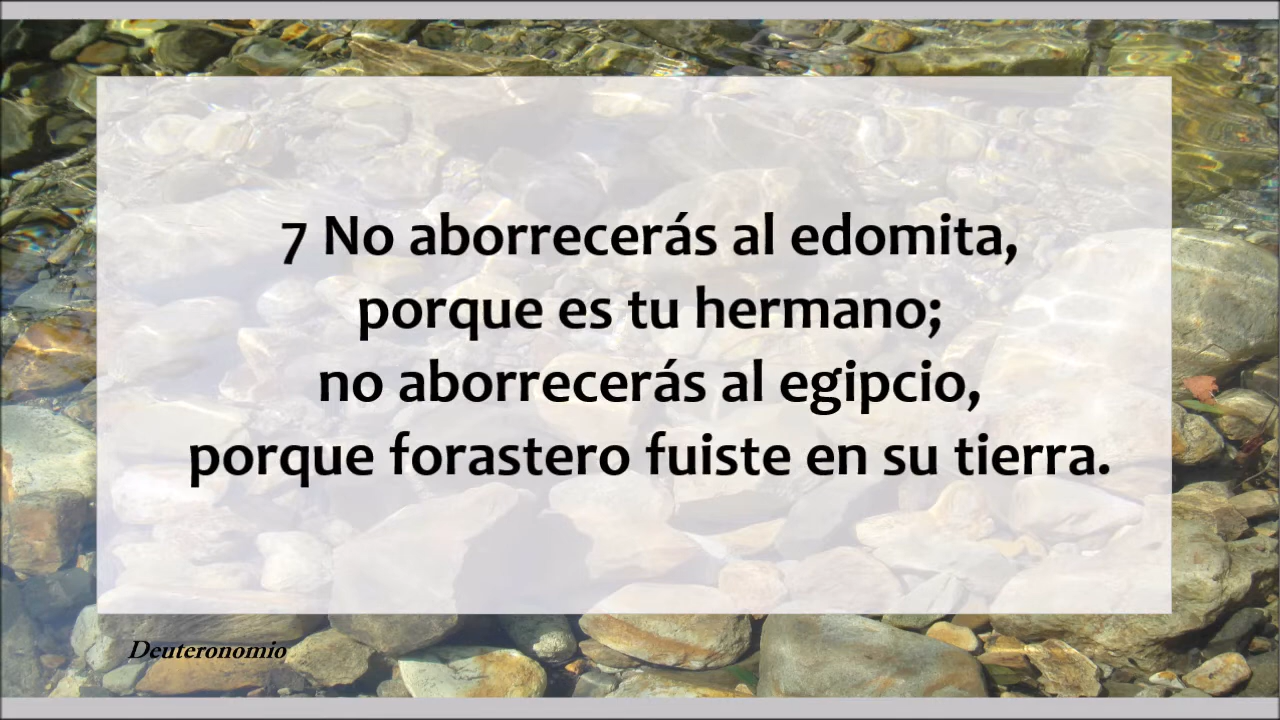 7 No aborrecerás al edomita,
porque es tu hermano;
no aborrecerás al egipcio,
porque forastero fuiste en su tierra.
Deuteronomio